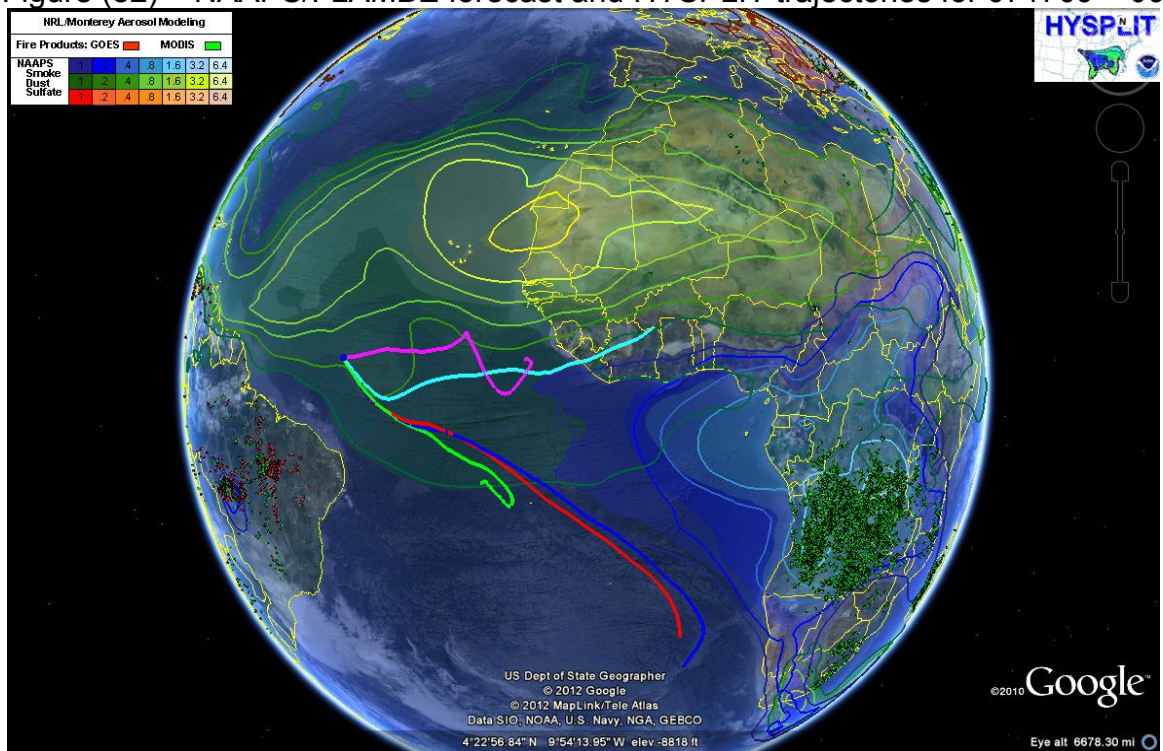 NRL/Monterey Aerosol Modeling
Fire Products: GOES MODIS
NAAPS
Smoke .1 .2 .4 .8 1.6 3.2 6.4
Dust .1 .2 .4 .8 1.6 3.2 6.4
Sulfate .1 .2 .4 .8 1.6 3.2 6.4
HYSPLIT
N
NOAA
US Dept of State Geographer
© 2012 Google
© 2012 MapLink/Tele Atlas
Data SIO, NOAA, U.S. Navy, NGA, GEBCO
©2010 Google™
4°22'56.84" N 9°54'13.95" W elev -8818 ft
Eye alt 6678.30 mi